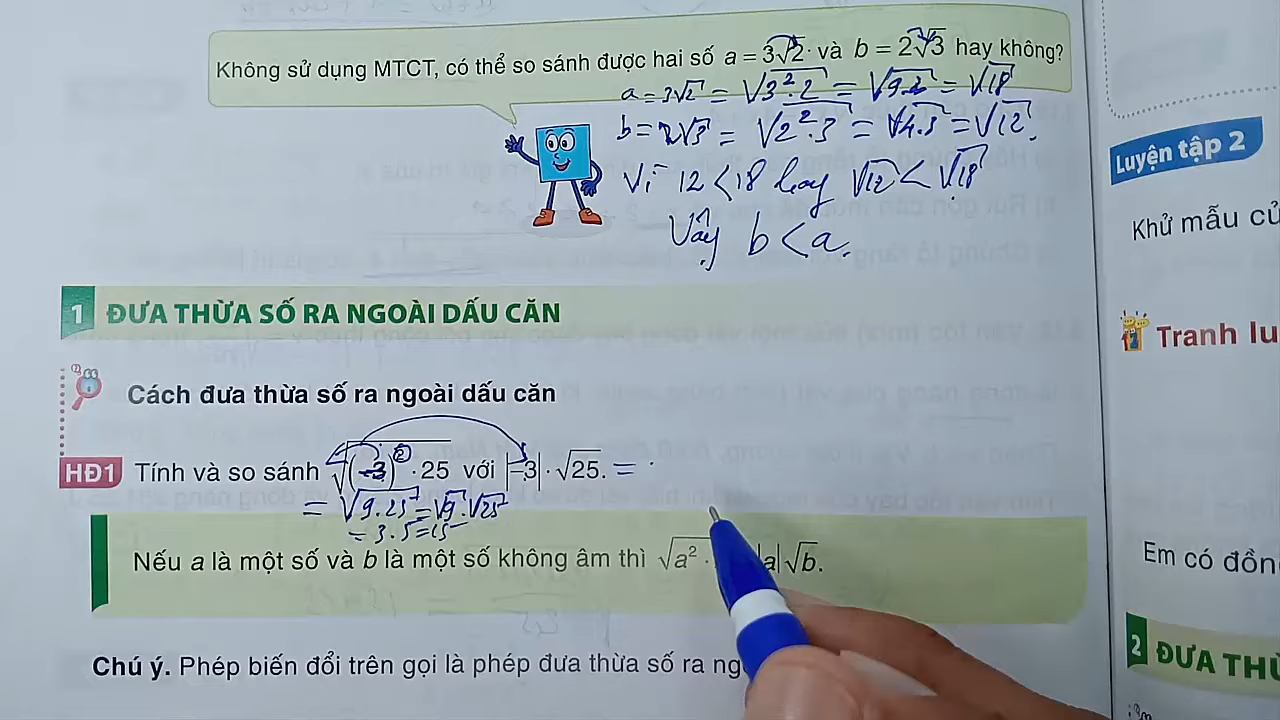 Không sử dụng MTCT, có thể so sánh được hai số a = 3√2 và b = 2√3 hay không?
a = 3√2 = √3².2 = √9.2 = √18
b = 2√3 = √2².3 = √4.3 = √12.
Vì 12 < 18 hay √12 < √18.
Vậy b < a.
1 ĐƯA THỪA SỐ RA NGOÀI DẤU CĂN
Cách đưa thừa số ra ngoài dấu căn
HĐ1 Tính và so sánh √(-3)² · 25 với |-3| · √25. =
= √9.25 = √9.√25
= 3.5 = 15
Nếu a là một số và b là một số không âm thì √a² · |a|√b.
Chú ý. Phép biến đổi trên gọi là phép đưa thừa số ra
Luyện tập 2
Khử mẫu
Tranh
Em có
2 ĐƯA